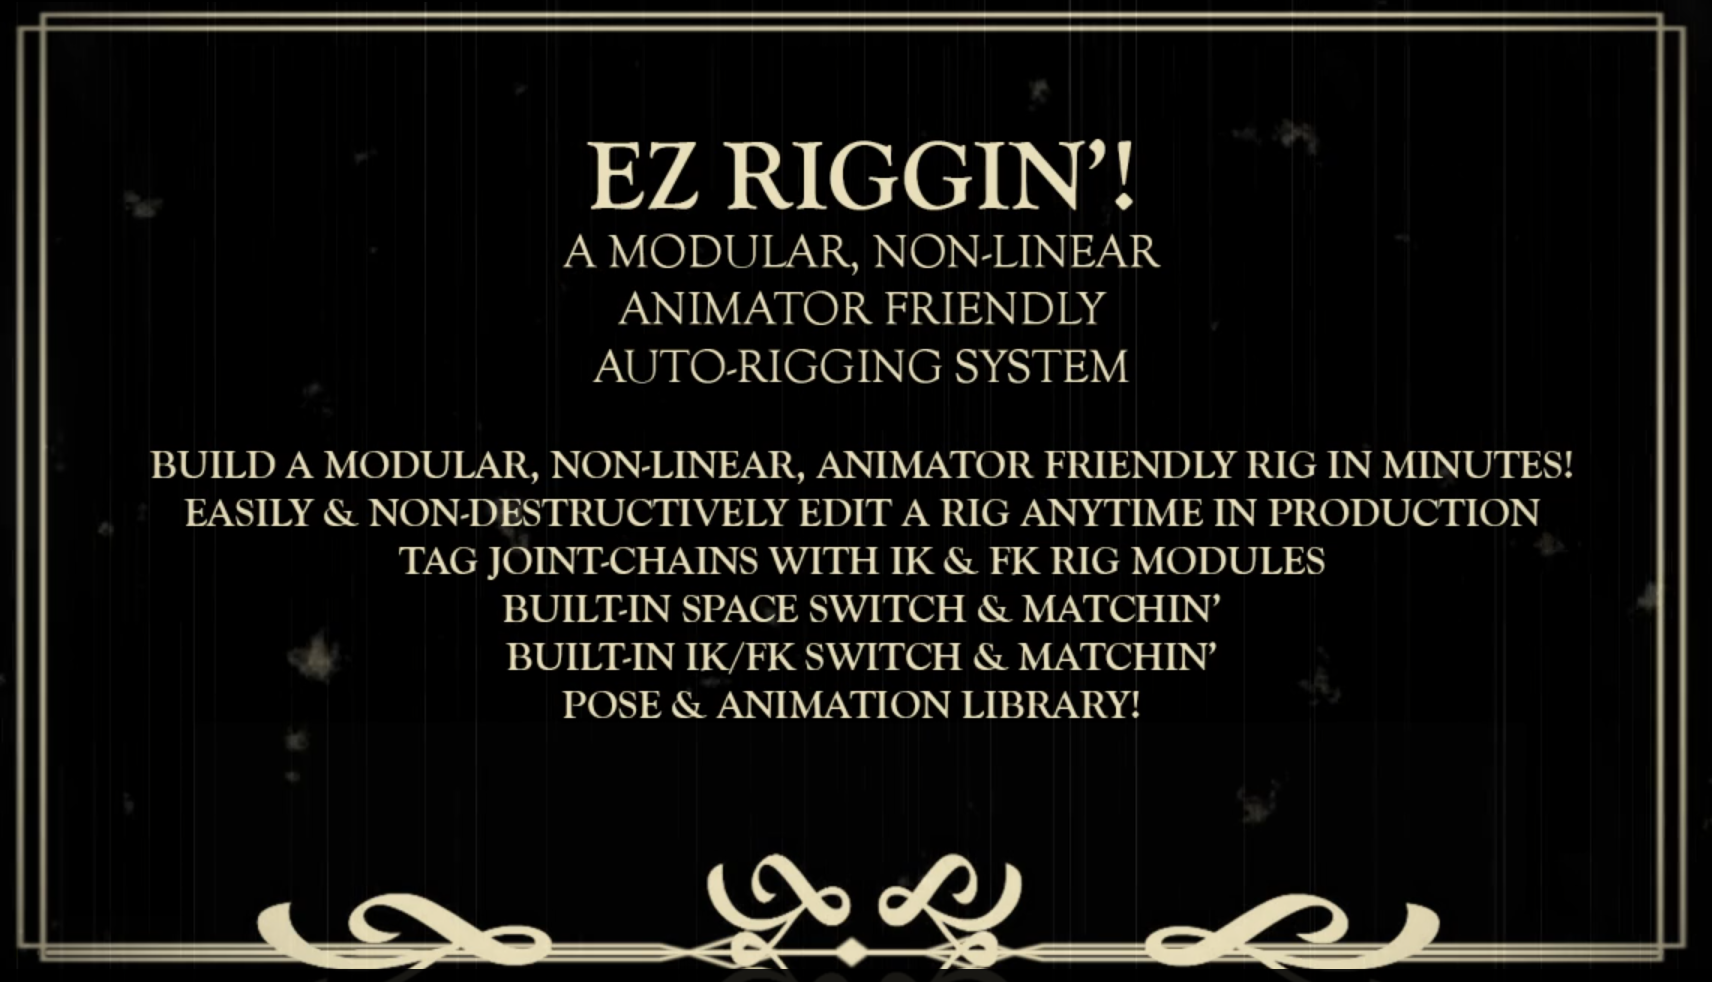 EZ RIGGIN'!
A MODULAR, NON-LINEAR
ANIMATOR FRIENDLY
AUTO-RIGGING SYSTEM
BUILD A MODULAR, NON-LINEAR, ANIMATOR FRIENDLY RIG IN MINUTES!
EASILY & NON-DESTRUCTIVELY EDIT A RIG ANYTIME IN PRODUCTION
TAG JOINT-CHAINS WITH IK & FK RIG MODULES
BUILT-IN SPACE SWITCH & MATCHIN'
BUILT-IN IK/FK SWITCH & MATCHIN'
POSE & ANIMATION LIBRARY!